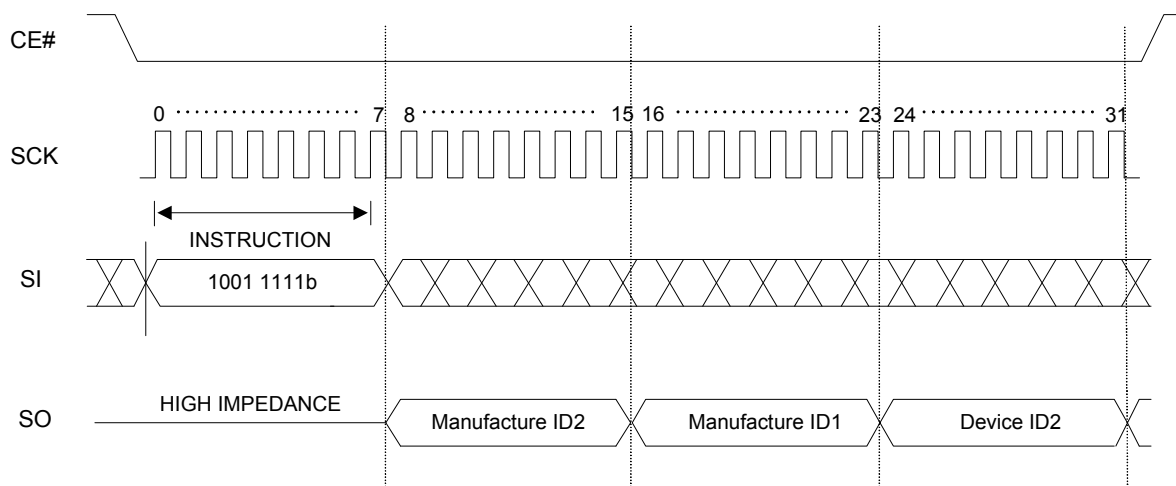 CE#
0 7 8 15 16 23 24 31
SCK
INSTRUCTION
SI 1001 1111b
HIGH IMPEDANCE
SO Manufacture ID2 Manufacture ID1 Device ID2